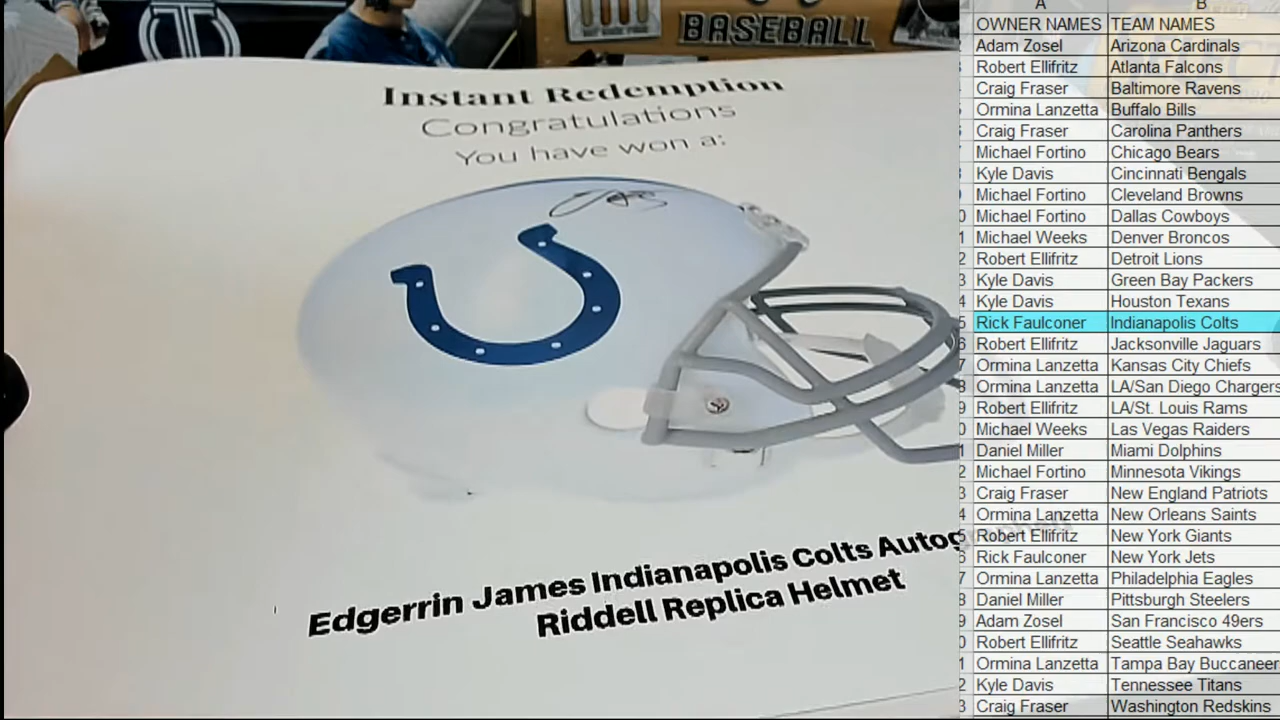 BASEBALL
Instant Redemption
Congratulations
You have won a:
Edgerrin James Indianapolis Colts Autog
Riddell Replica Helmet
A B
OWNER NAMES TEAM NAMES
Adam Zosel Arizona Cardinals
Robert Ellifritz Atlanta Falcons
Craig Fraser Baltimore Ravens
Ormina Lanzetta Buffalo Bills
Craig Fraser Carolina Panthers
Michael Fortino Chicago Bears
Kyle Davis Cincinnati Bengals
Michael Fortino Cleveland Browns
Michael Fortino Dallas Cowboys
Michael Weeks Denver Broncos
Robert Ellifritz Detroit Lions
Kyle Davis Green Bay Packers
Kyle Davis Houston Texans
Rick Faulconer Indianapolis Colts
Robert Ellifritz Jacksonville Jaguars
Ormina Lanzetta Kansas City Chiefs
Ormina Lanzetta LA/San Diego Chargers
Robert Ellifritz LA/St. Louis Rams
Michael Weeks Las Vegas Raiders
Daniel Miller Miami Dolphins
Michael Fortino Minnesota Vikings
Craig Fraser New England Patriots
Ormina Lanzetta New Orleans Saints
Robert Ellifritz New York Giants
Rick Faulconer New York Jets
Ormina Lanzetta Philadelphia Eagles
Daniel Miller Pittsburgh Steelers
Adam Zosel San Francisco 49ers
Robert Ellifritz Seattle Seahawks
Ormina Lanzetta Tampa Bay Buccaneer
Kyle Davis Tennessee Titans
Craig Fraser Washington Redskins